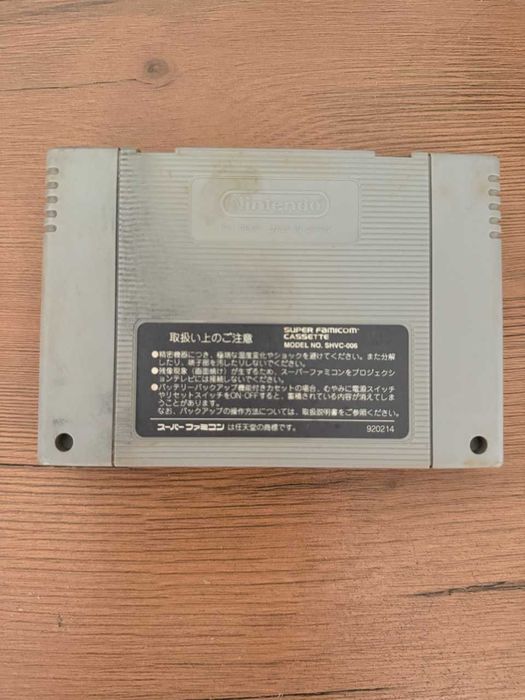 Nintendo
取扱い上のご注意
SUPER FAMICOM
CASSETTE
MODEL NO. SHVC-006
●精密機器につき、極端な温度変化やショックを避けてください。また分解
したり、端子部を汚したりしないでください。
●残像現象(画面焼け)が生ずるため、スーパーファミコンをプロジェクシ
ョンテレビには接続しないでください。
●バッテリーバックアップ機能付きカセットの場合、むやみに電源スイッチ
やリセットスイッチをON・OFFすると、蓄積されている内容が消えてしま
うことがあります。
なお、バックアップの操作方法については、取扱説明書をご参照ください。
スーパーファミコンは任天堂の商標です。
920214